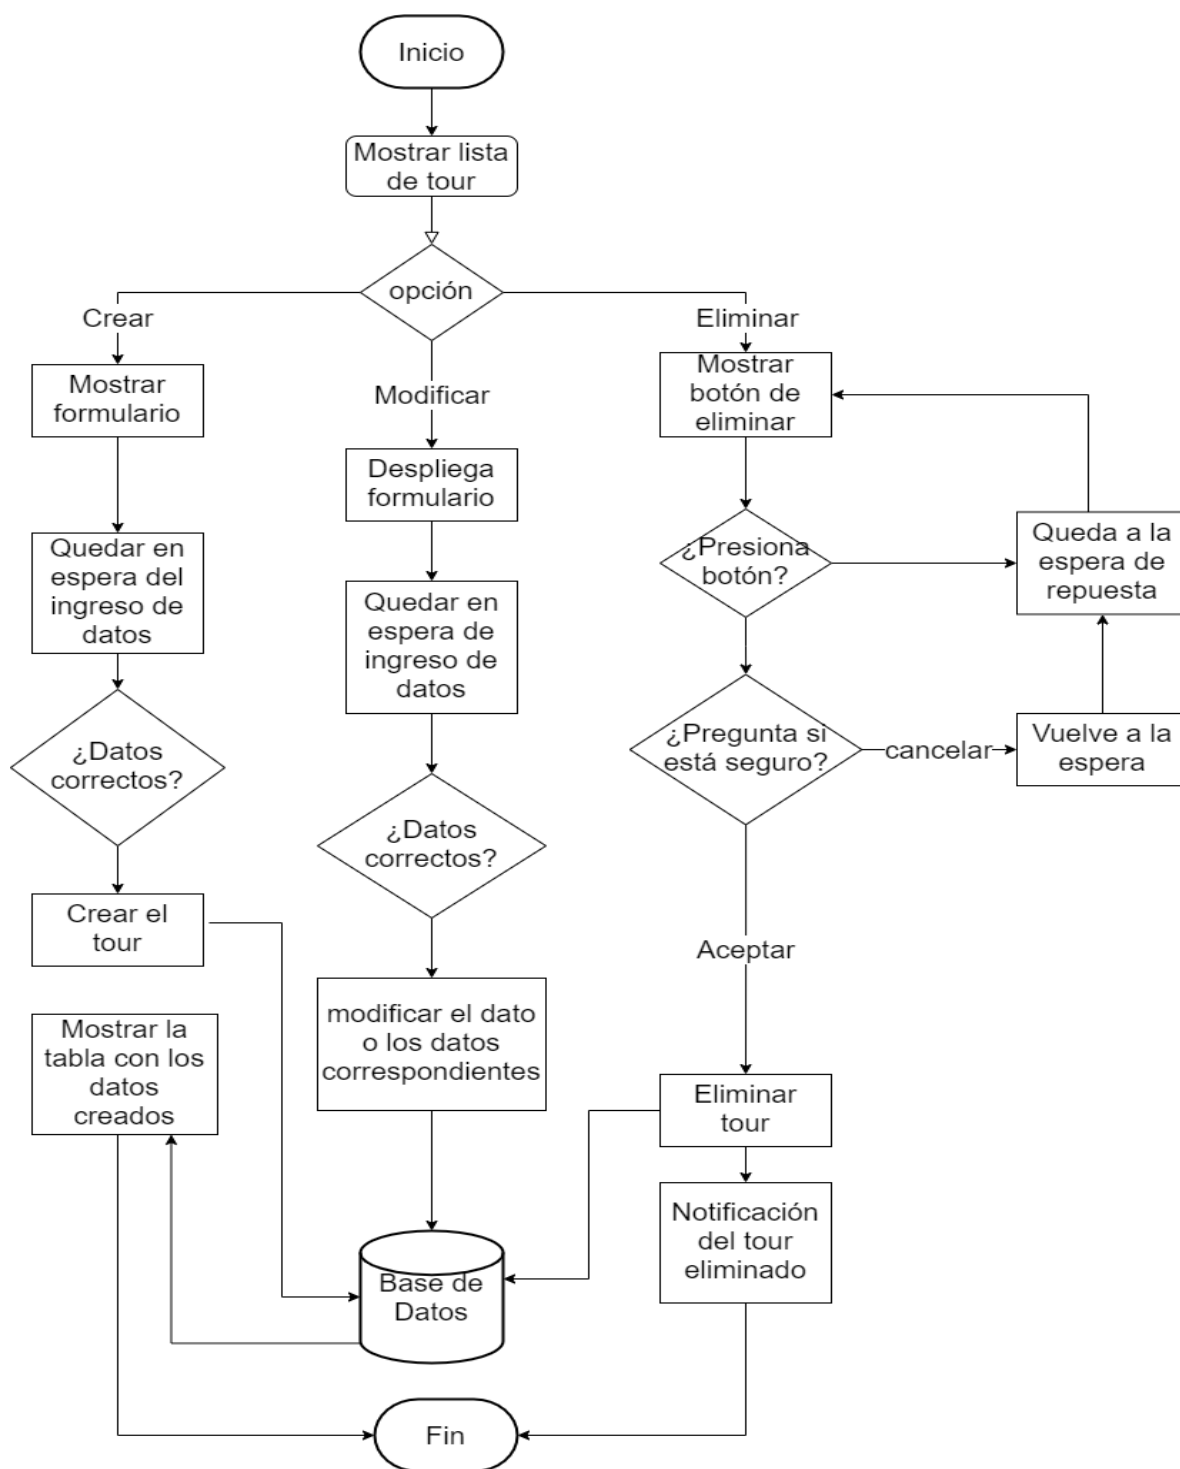 Inicio
Mostrar lista
de tour
opción
Crear
Eliminar
Mostrar
formulario
Modificar
Mostrar
botón de
eliminar
Despliega
formulario
Quedar en
espera del
ingreso de
datos
¿Presiona
botón?
Queda a la
espera de
repuesta
Quedar en
espera de
ingreso de
datos
¿Datos
correctos?
¿Pregunta si
está seguro?
cancelar
Vuelve a la
espera
¿Datos
correctos?
Crear el
tour
Aceptar
modificar el dato
o los datos
correspondientes
Mostrar la
tabla con los
datos
creados
Eliminar
tour
Notificación
del tour
eliminado
Base de
Datos
Fin